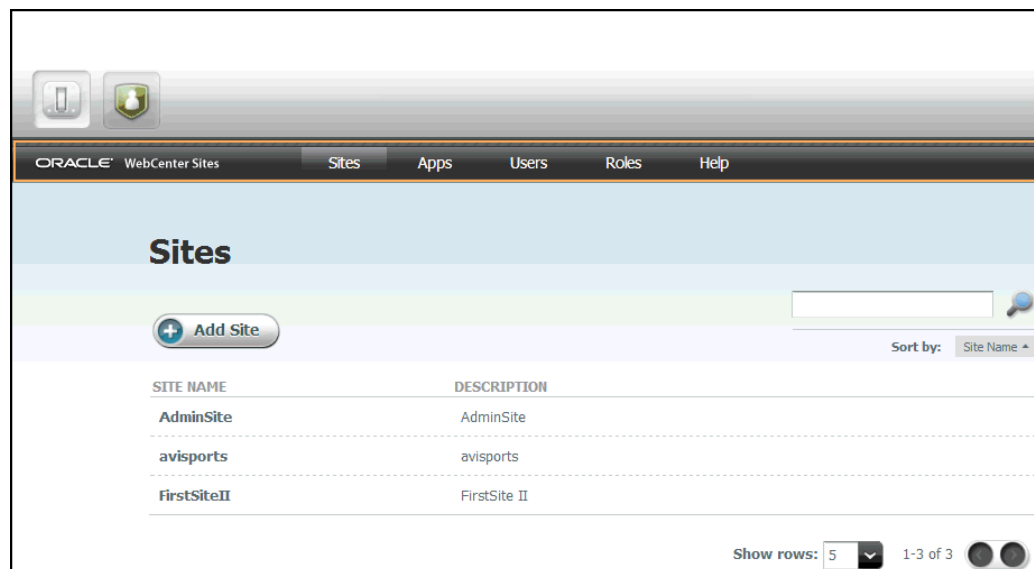 ORACLE WebCenter Sites Sites Apps Users Roles Help
Sites
Add Site
Sort by: Site Name
SITE NAME DESCRIPTION
AdminSite AdminSite
avisports avisports
FirstSiteII FirstSite II
Show rows: 5 1-3 of 3